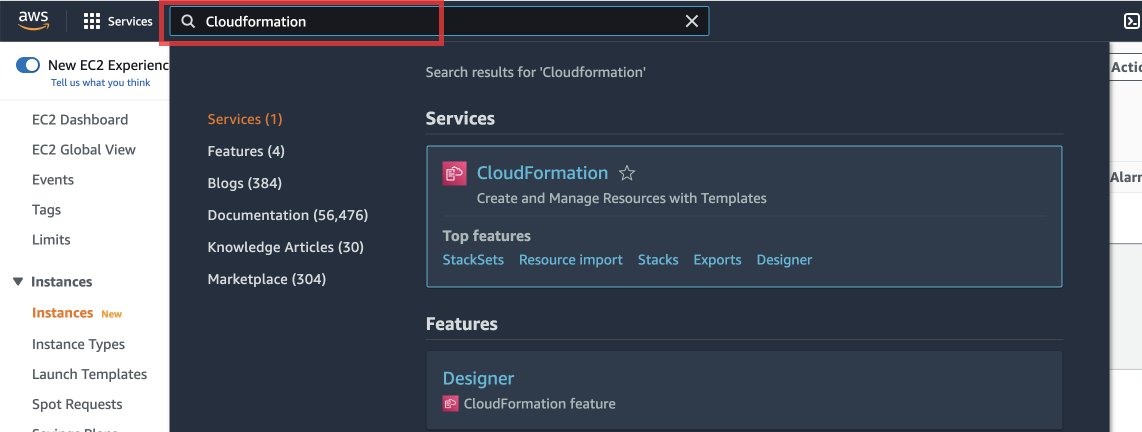 aws
Services
Cloudformation
New EC2 Experienc
Tell us what you think
EC2 Dashboard
EC2 Global View
Events
Tags
Limits
Instances
Instances New
Instance Types
Launch Templates
Spot Requests
Search results for 'Cloudformation'
Services (1)
Features (4)
Blogs (384)
Documentation (56,476)
Knowledge Articles (30)
Marketplace (304)
Services
CloudFormation
Create and Manage Resources with Templates
Top features
StackSets Resource import Stacks Exports Designer
Features
Designer
CloudFormation feature
Actio
Alarr